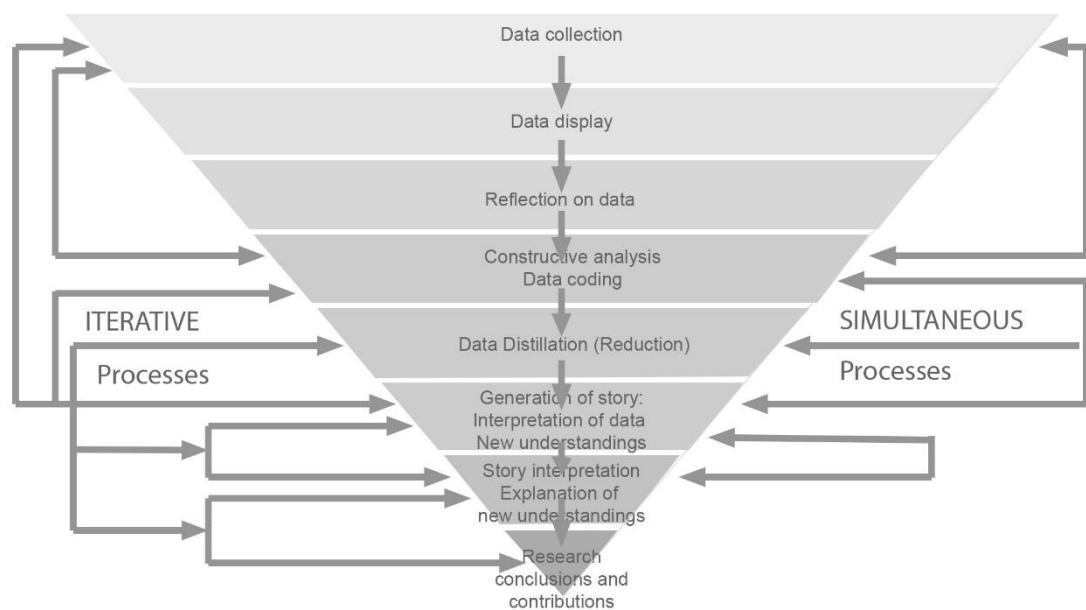 Data collection
Data display
Reflection on data
Constructive analysis
Data coding
ITERATIVE
Processes
SIMULTANEOUS
Processes
Data Distillation (Reduction)
Generation of story:
Interpretation of data
New understandings
Story interpretation
Explanation of
new understandings
Research
conclusions and
contributions